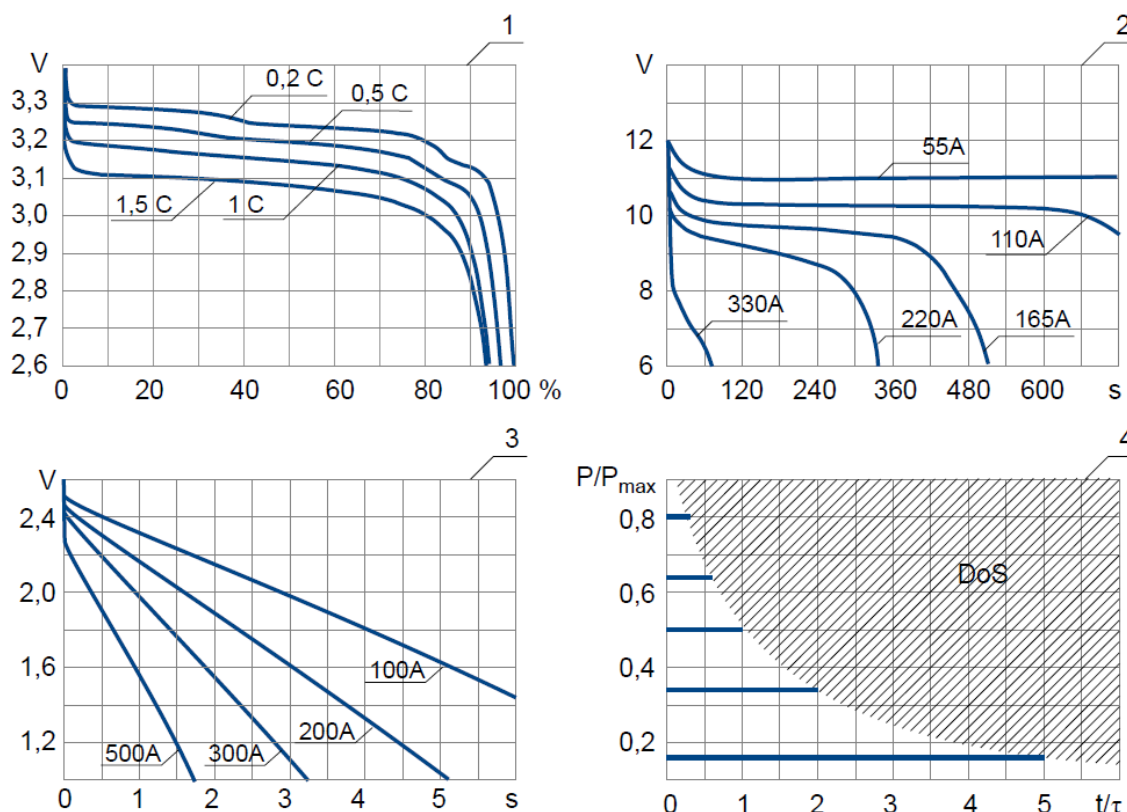 1
V
3,3
3,2
3,1
3,0
2,9
2,8
2,7
2,6
0,2 C
0,5 C
1,5 C
1 C
0 20 40 60 80 100 %
2
V
12
10
8
6
55A
110A
330A
220A
165A
0 120 240 360 480 600 s
3
V
2,4
2,0
1,6
1,2
100A
200A
300A
500A
0 1 2 3 4 5 s
4
P/Pmax
0,8
0,6
0,4
0,2
DoS
0 1 2 3 4 5 t/τ